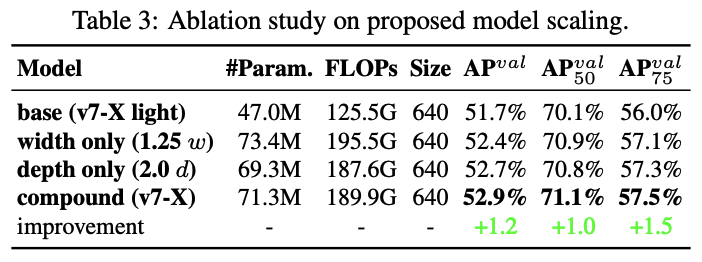 Table 3: Ablation study on proposed model scaling.
Model #Param. FLOPs Size AP^val AP_50^val AP_75^val
base (v7-X light) 47.0M 125.5G 640 51.7% 70.1% 56.0%
width only (1.25 w) 73.4M 195.5G 640 52.4% 70.9% 57.1%
depth only (2.0 d) 69.3M 187.6G 640 52.7% 70.8% 57.3%
compound (v7-X) 71.3M 189.9G 640 52.9% 71.1% 57.5%
improvement - - - +1.2 +1.0 +1.5